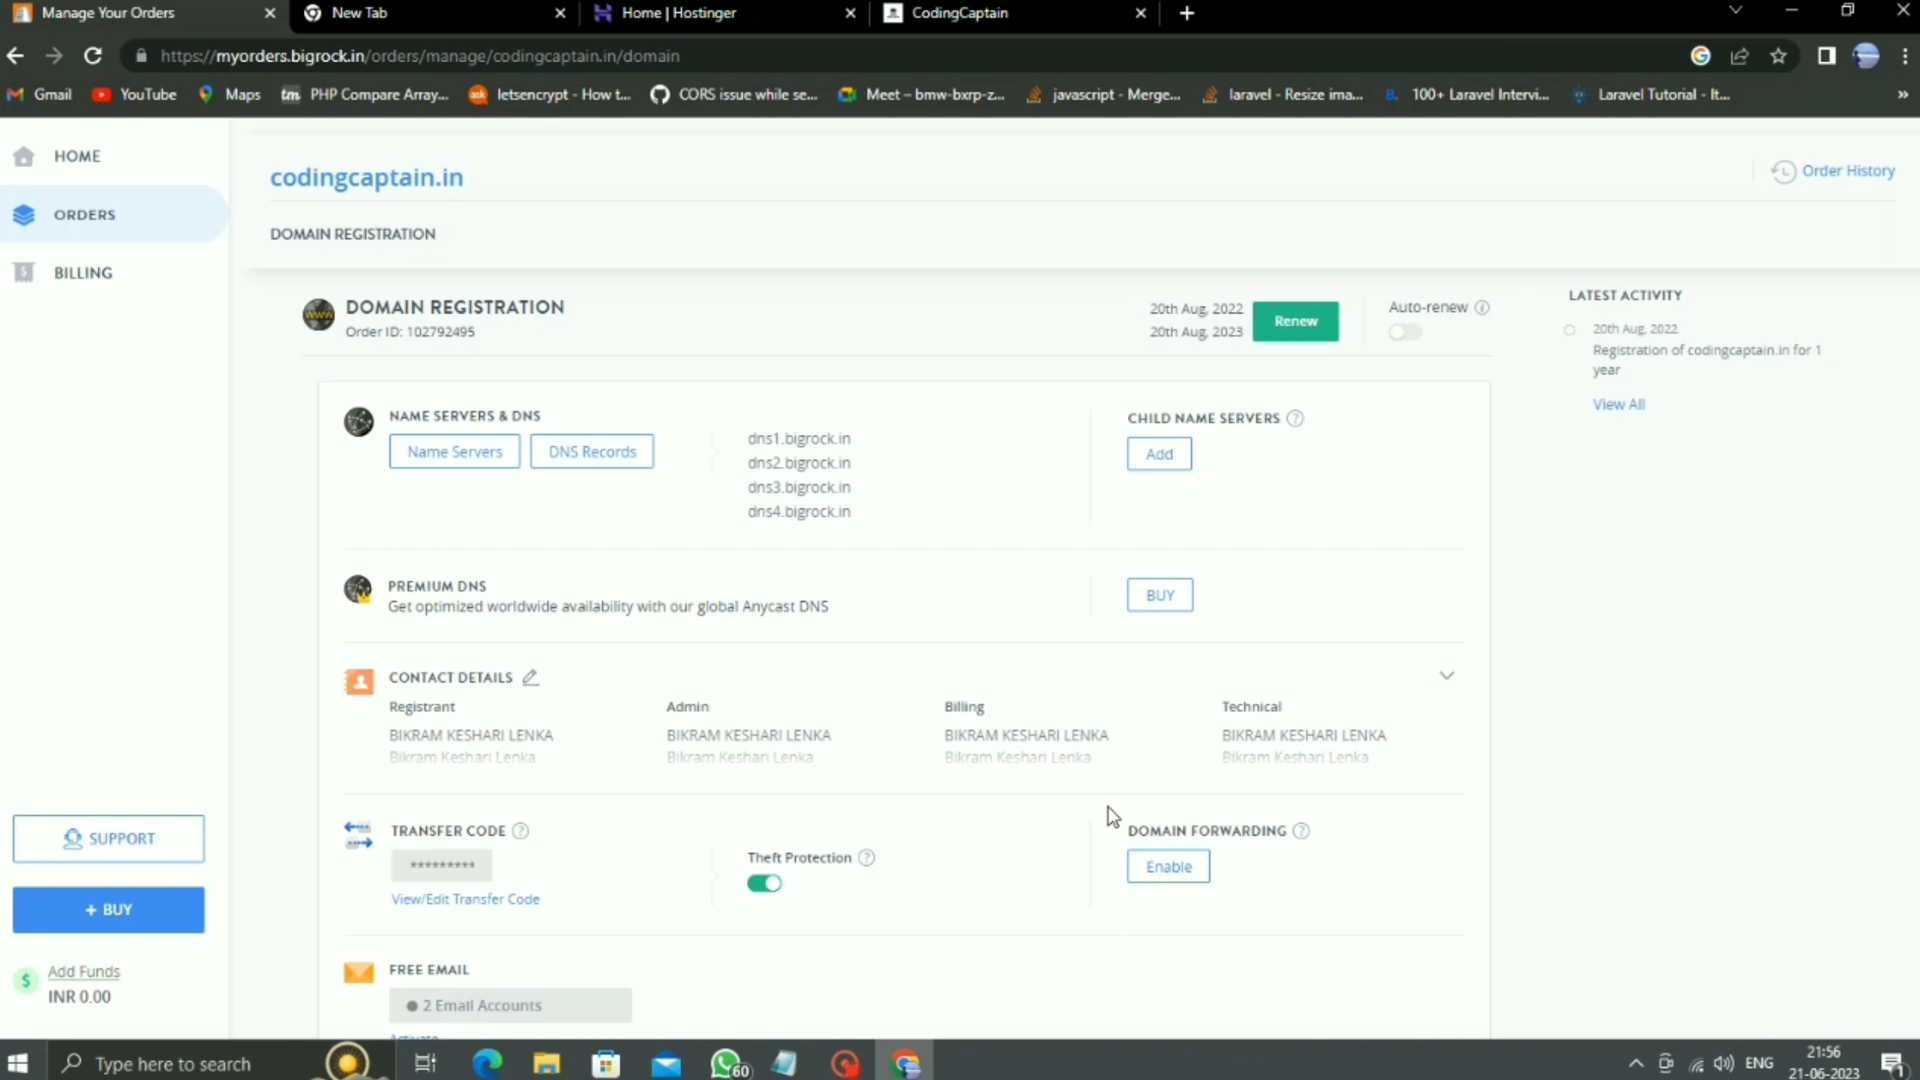 Manage Your Orders
New Tab
Home | Hostinger
CodingCaptain
https://myorders.bigrock.in/orders/manage/codingcaptain.in/domain
Gmail
YouTube
Maps
tm PHP Compare Array...
ask letsencrypt - How t...
CORS issue while se...
Meet – bmw-bxrp-z...
javascript - Merge...
laravel - Resize ima...
B. 100+ Laravel Intervi...
Laravel Tutorial - It...
»
HOME
ORDERS
BILLING
codingcaptain.in
Order History
DOMAIN REGISTRATION
WWW
DOMAIN REGISTRATION
Order ID: 102792495
20th Aug, 2022
20th Aug, 2023
Renew
Auto-renew
LATEST ACTIVITY
20th Aug, 2022
Registration of codingcaptain.in for 1
year
View All
NAME SERVERS & DNS
Name Servers
DNS Records
dns1.bigrock.in
dns2.bigrock.in
dns3.bigrock.in
dns4.bigrock.in
CHILD NAME SERVERS ?
Add
PREMIUM DNS
Get optimized worldwide availability with our global Anycast DNS
BUY
CONTACT DETAILS
Registrant
BIKRAM KESHARI LENKA
Bikram Keshari Lenka
Admin
BIKRAM KESHARI LENKA
Bikram Keshari Lenka
Billing
BIKRAM KESHARI LENKA
Bikram Keshari Lenka
Technical
BIKRAM KESHARI LENKA
Bikram Keshari Lenka
TRANSFER CODE ?
*********
View/Edit Transfer Code
Theft Protection ?
DOMAIN FORWARDING ?
Enable
FREE EMAIL
2 Email Accounts
Activate
SUPPORT
+ BUY
$ Add Funds
INR 0.00
Type here to search
60
ENG
21:56
21-06-2023
1